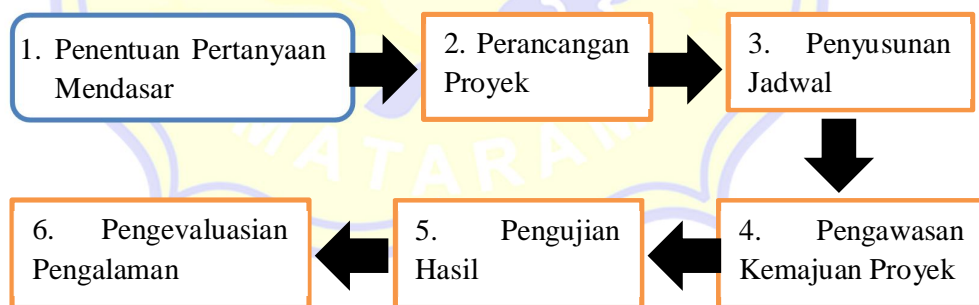 1. Penentuan Pertanyaan
Mendasar
2. Perancangan
Proyek
3. Penyusunan
Jadwal
4. Pengawasan
Kemajuan Proyek
5. Pengujian
Hasil
6. Pengevaluasian
Pengalaman
MATARAM